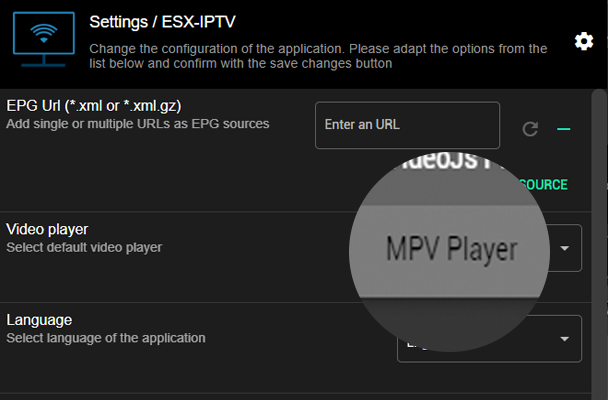 Settings / ESX-IPTV
Change the configuration of the application. Please adapt the options from the
list below and confirm with the save changes button
EPG Url (*.xml or *.xml.gz)
Add single or multiple URLs as EPG sources
Enter an URL
SOURCE
Video player
Select default video player
MPV Player
Language
Select language of the application